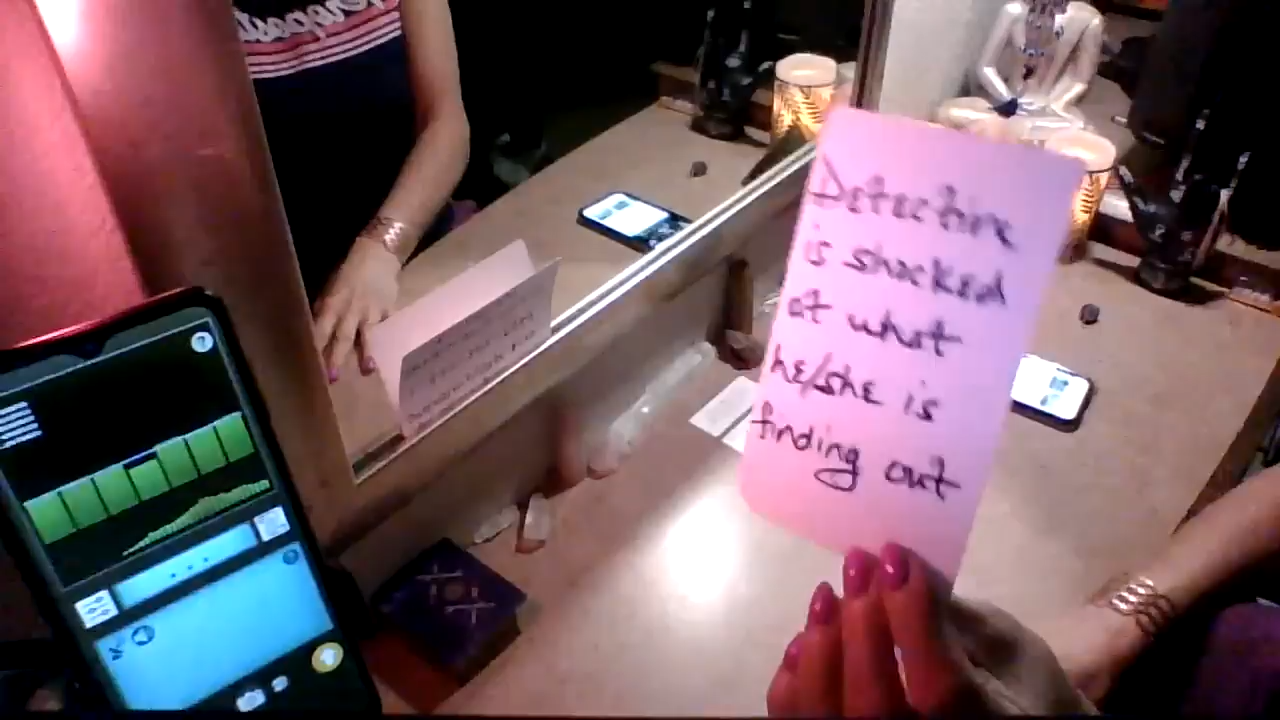 Detective
is shocked
at what
he/she is
finding out